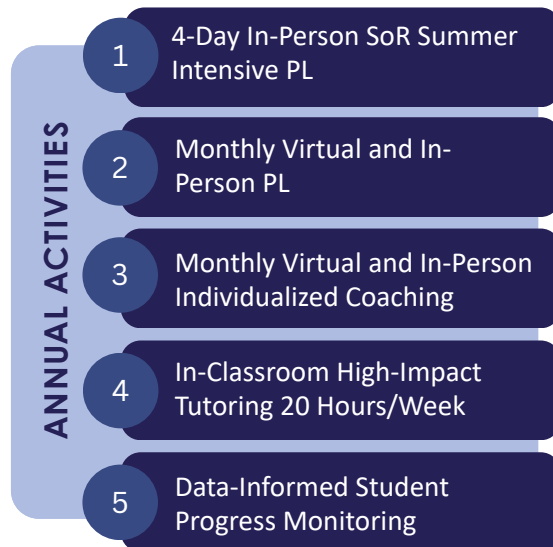 ANNUAL ACTIVITIES
1
4-Day In-Person SoR Summer
Intensive PL
2
Monthly Virtual and In-
Person PL
3
Monthly Virtual and In-Person
Individualized Coaching
4
In-Classroom High-Impact
Tutoring 20 Hours/Week
5
Data-Informed Student
Progress Monitoring